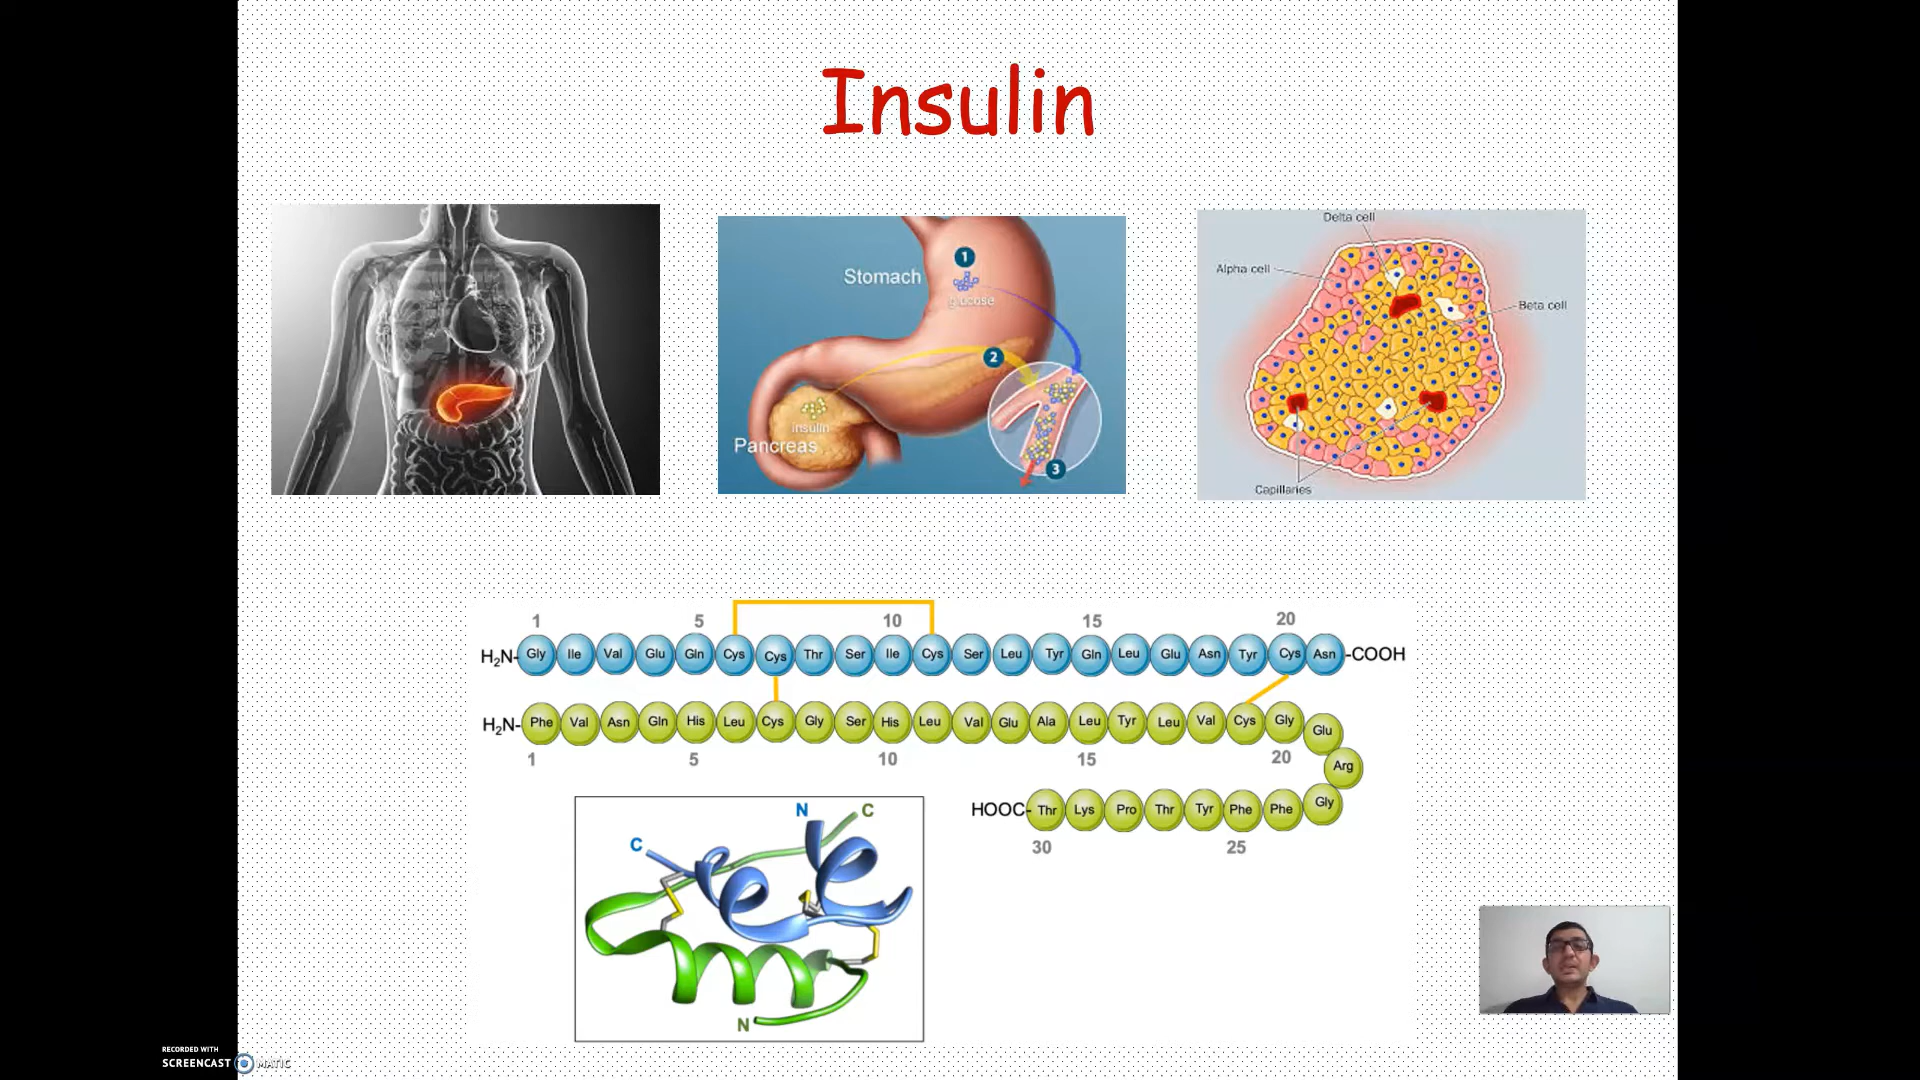 Insulin
Stomach
1
glucose
2
insulin
Pancreas
3
Delta cell
Alpha cell
Beta cell
Capillaries
1 5 10 15 20
H₂N- Gly Ile Val Glu Gln Cys Cys Thr Ser Ile Cys Ser Leu Tyr Gln Leu Glu Asn Tyr Cys Asn -COOH
H₂N- Phe Val Asn Gln His Leu Cys Gly Ser His Leu Val Glu Ala Leu Tyr Leu Val Cys Gly Glu
1 5 10 15 20
Arg
HOOC- Thr Lys Pro Thr Tyr Phe Phe Gly
30 25
N C
C
N
RECORDED WITH
SCREENCAST MATIC